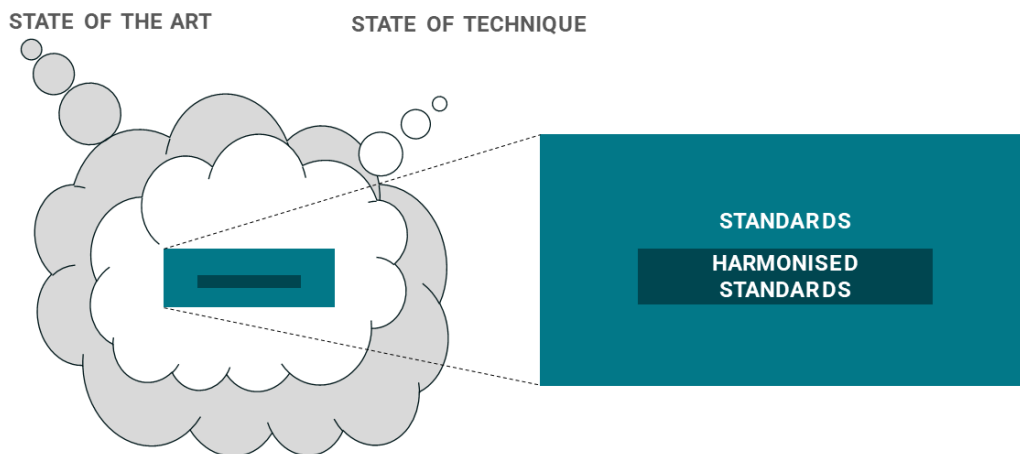 STATE OF THE ART
STATE OF TECHNIQUE
STANDARDS
HARMONISED
STANDARDS